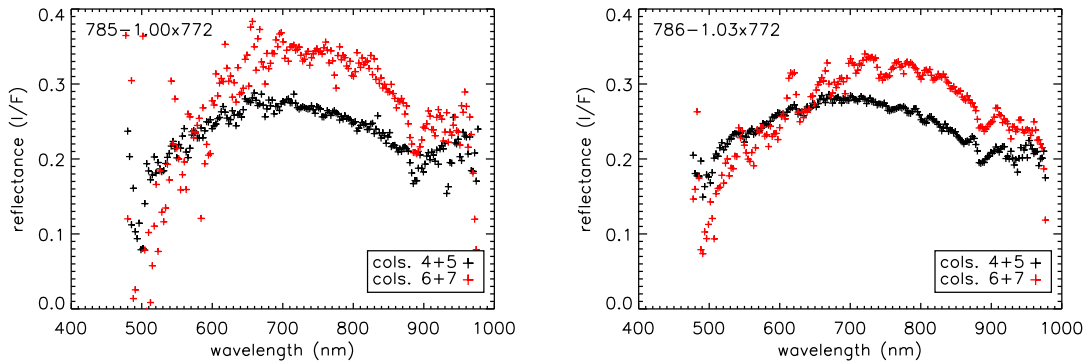 785-1.00x772
reflectance (I/F)
0.4
0.3
0.2
0.1
0.0
cols. 4+5
cols. 6+7
400 500 600 700 800 900 1000
wavelength (nm)
786-1.03x772
reflectance (I/F)
0.4
0.3
0.2
0.1
0.0
cols. 4+5
cols. 6+7
400 500 600 700 800 900 1000
wavelength (nm)